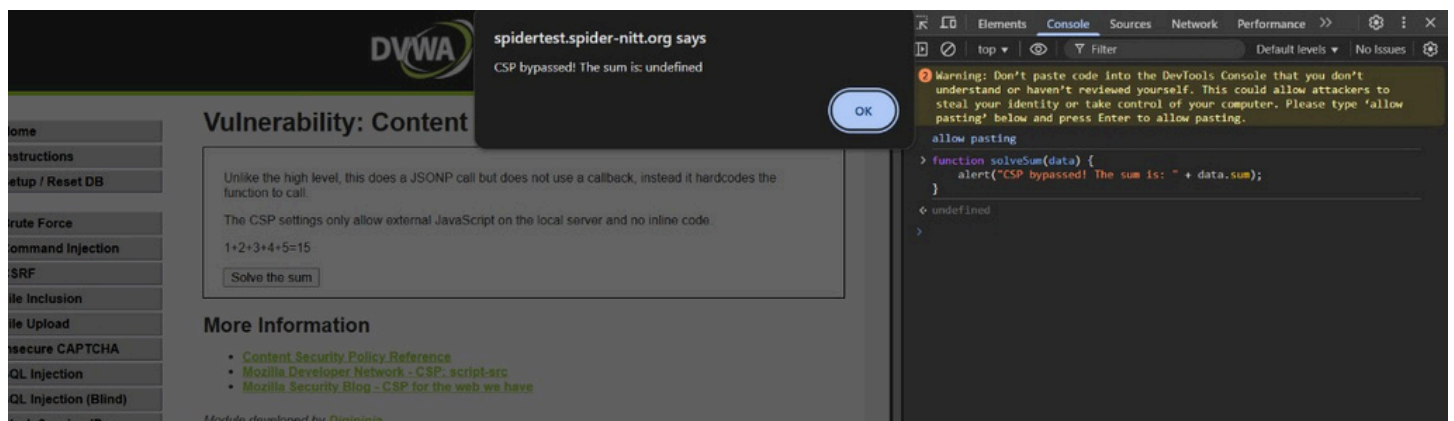 DVWA
spidertest.spider-nitt.org says
CSP bypassed! The sum is: undefined
OK
ome
nstructions
etup / Reset DB
rute Force
ommand Injection
SRF
ile Inclusion
ile Upload
nsecure CAPTCHA
QL Injection
QL Injection (Blind)
Vulnerability: Content
Unlike the high level, this does a JSONP call but does not use a callback, instead it hardcodes the
function to call.
The CSP settings only allow external JavaScript on the local server and no inline code.
1+2+3+4+5=15
Solve the sum
More Information
Content Security Policy Reference
Mozilla Developer Network - CSP: script-src
Mozilla Security Blog - CSP for the web we have
Module developed by Digininja
Elements Console Sources Network Performance
top Filter Default levels No Issues
2 Warning: Don't paste code into the DevTools Console that you don't
understand or haven't reviewed yourself. This could allow attackers to
steal your identity or take control of your computer. Please type 'allow
pasting' below and press Enter to allow pasting.
allow pasting
> function solveSum(data) {
alert("CSP bypassed! The sum is: " + data.sum);
}
undefined
>